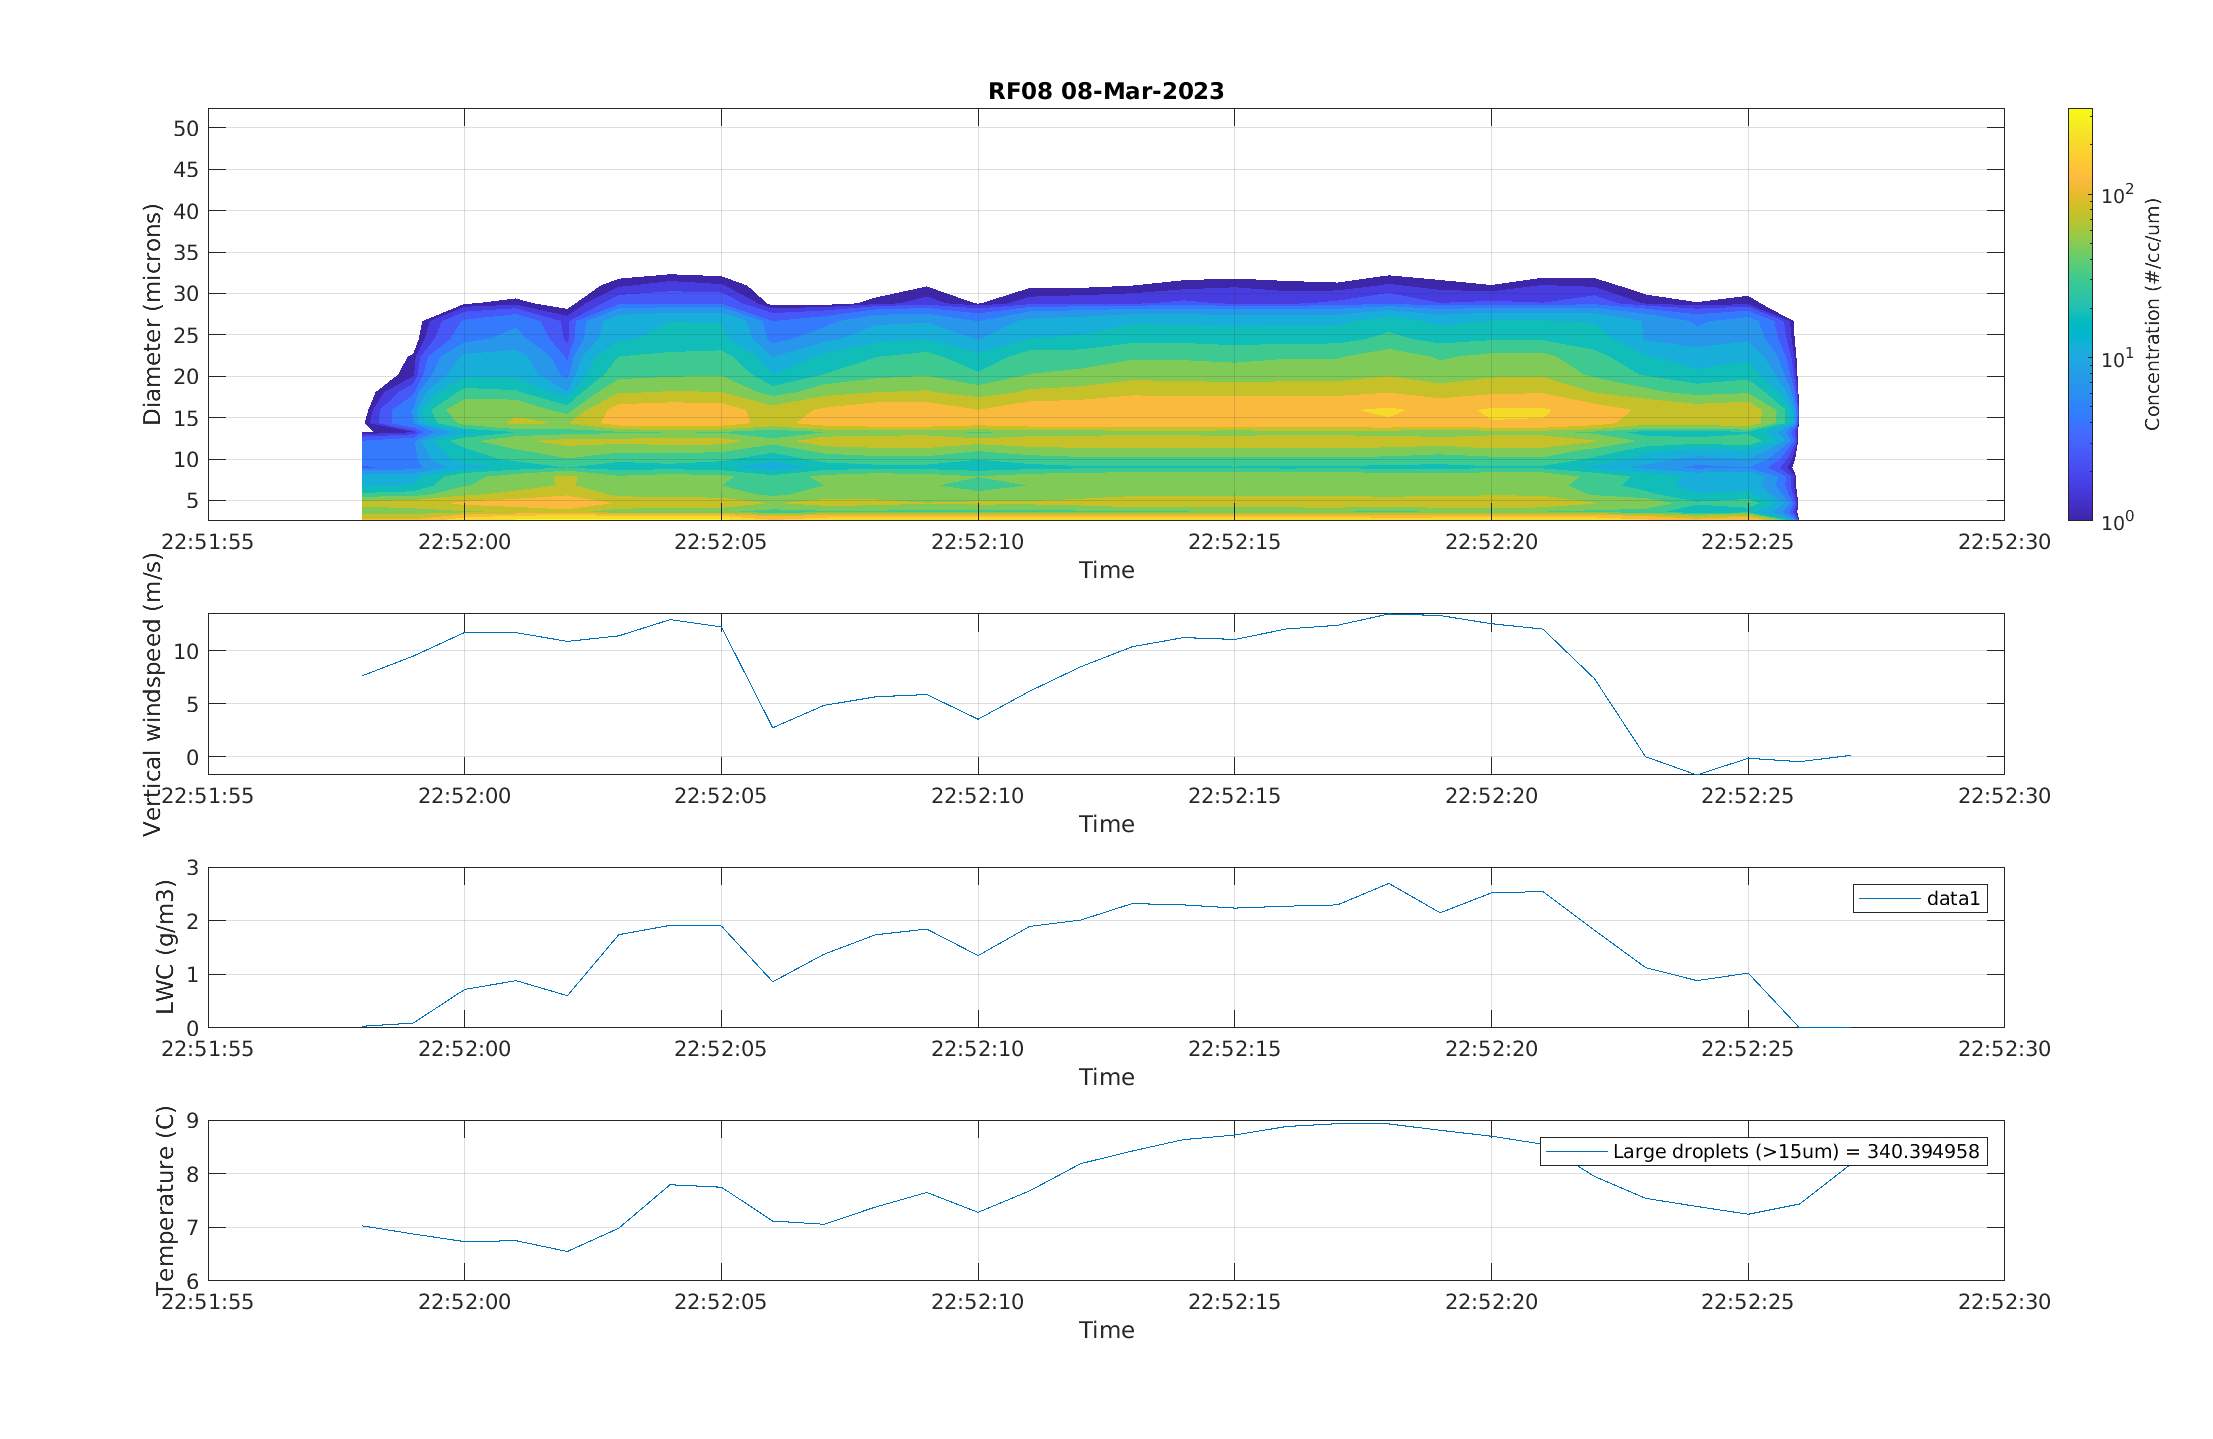 RF08 08-Mar-2023
Diameter (microns)
50
45
40
35
30
25
20
15
10
5
22:51:55 22:52:00 22:52:05 22:52:10 22:52:15 22:52:20 22:52:25 22:52:30
Time
10^2
10^1
10^0
Concentration (#/cc/um)
Vertical windspeed (m/s)
10
5
0
22:51:55 22:52:00 22:52:05 22:52:10 22:52:15 22:52:20 22:52:25 22:52:30
Time
LWC (g/m3)
3
2
1
0
data1
22:51:55 22:52:00 22:52:05 22:52:10 22:52:15 22:52:20 22:52:25 22:52:30
Time
Temperature (C)
9
8
7
6
Large droplets (>15um) = 340.394958
22:51:55 22:52:00 22:52:05 22:52:10 22:52:15 22:52:20 22:52:25 22:52:30
Time